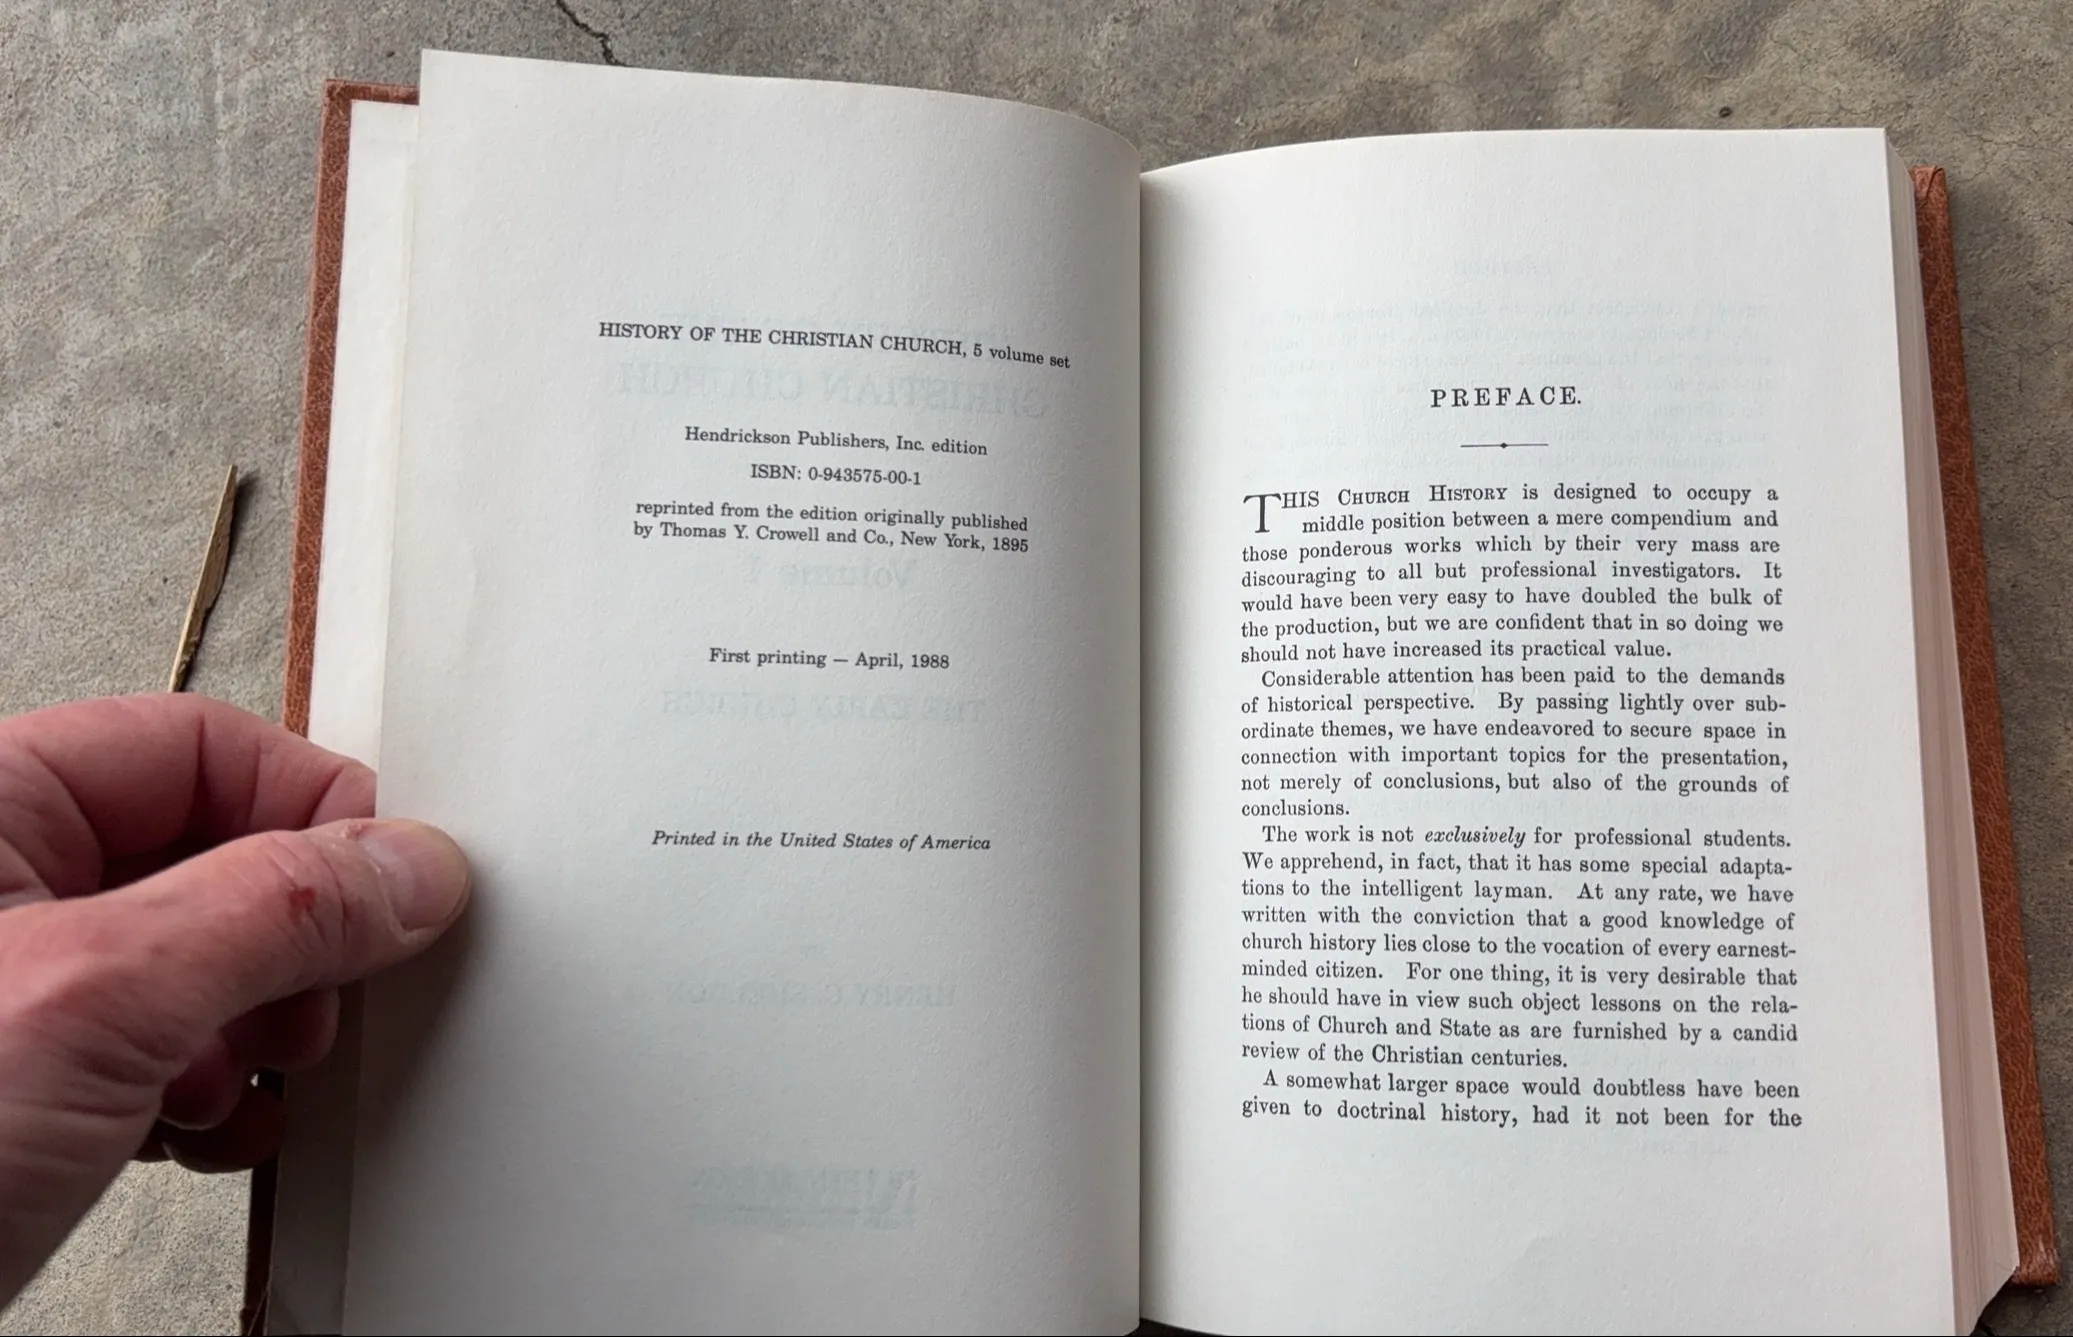 HISTORY OF THE CHRISTIAN CHURCH, 5 volume set
Hendrickson Publishers, Inc. edition
ISBN: 0-943575-00-1
reprinted from the edition originally published
by Thomas Y. Crowell and Co., New York, 1895
First printing — April, 1988
Printed in the United States of America
PREFACE.
THIS CHURCH HISTORY is designed to occupy a
middle position between a mere compendium and
those ponderous works which by their very mass are
discouraging to all but professional investigators. It
would have been very easy to have doubled the bulk of
the production, but we are confident that in so doing we
should not have increased its practical value.
Considerable attention has been paid to the demands
of historical perspective. By passing lightly over sub-
ordinate themes, we have endeavored to secure space in
connection with important topics for the presentation,
not merely of conclusions, but also of the grounds of
conclusions.
The work is not exclusively for professional students.
We apprehend, in fact, that it has some special adapta-
tions to the intelligent layman. At any rate, we have
written with the conviction that a good knowledge of
church history lies close to the vocation of every earnest-
minded citizen. For one thing, it is very desirable that
he should have in view such object lessons on the rela-
tions of Church and State as are furnished by a candid
review of the Christian centuries.
A somewhat larger space would doubtless have been
given to doctrinal history, had it not been for the